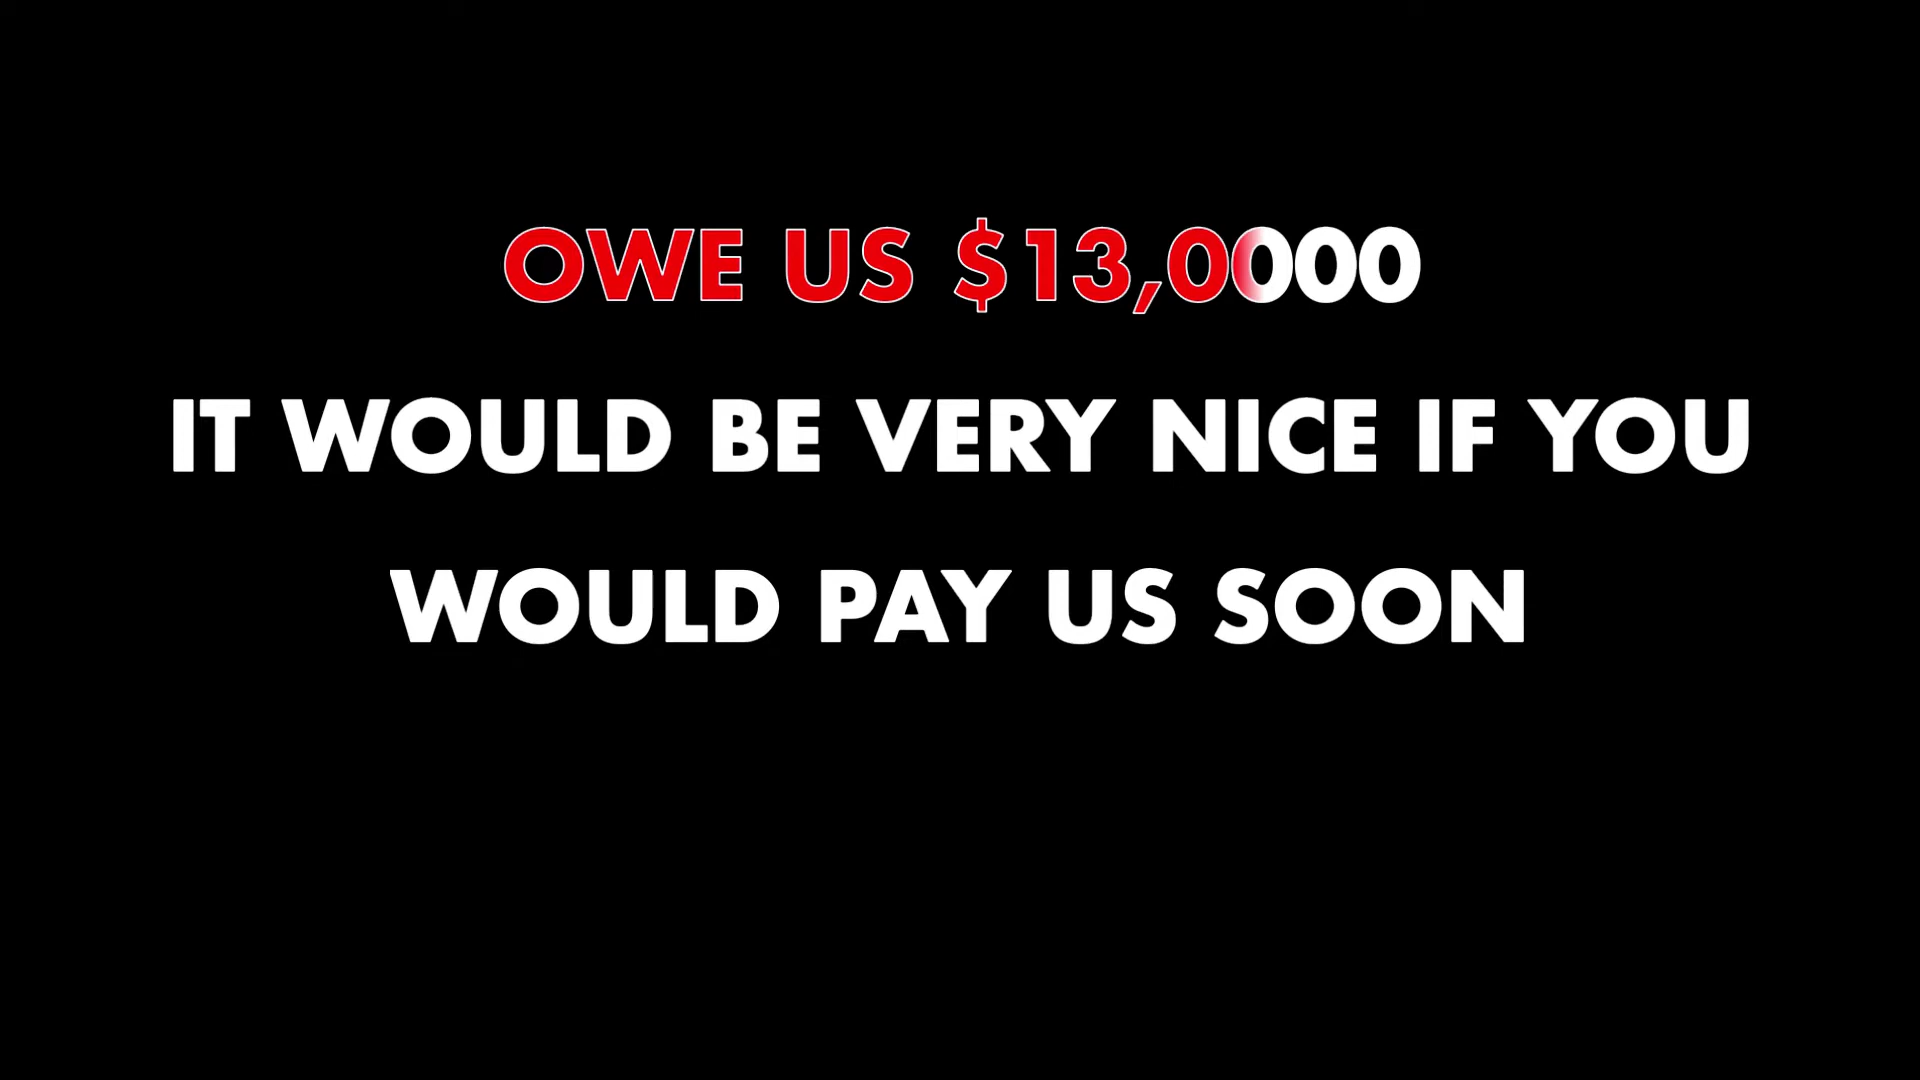 OWE US $13,0000
IT WOULD BE VERY NICE IF YOU
WOULD PAY US SOON